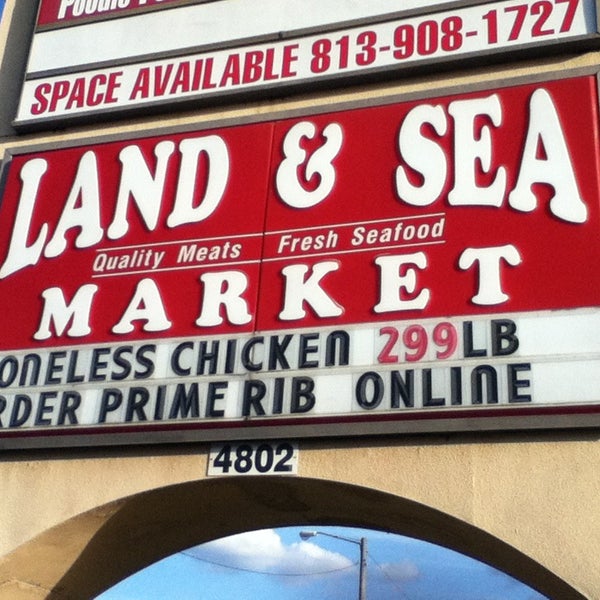 SPACE AVAILABLE 813-908-1727
LAND & SEA
Quality Meats Fresh Seafood
MARKET
ONELESS CHICKEN 299LB
RDER PRIME RIB ONLINE
4802